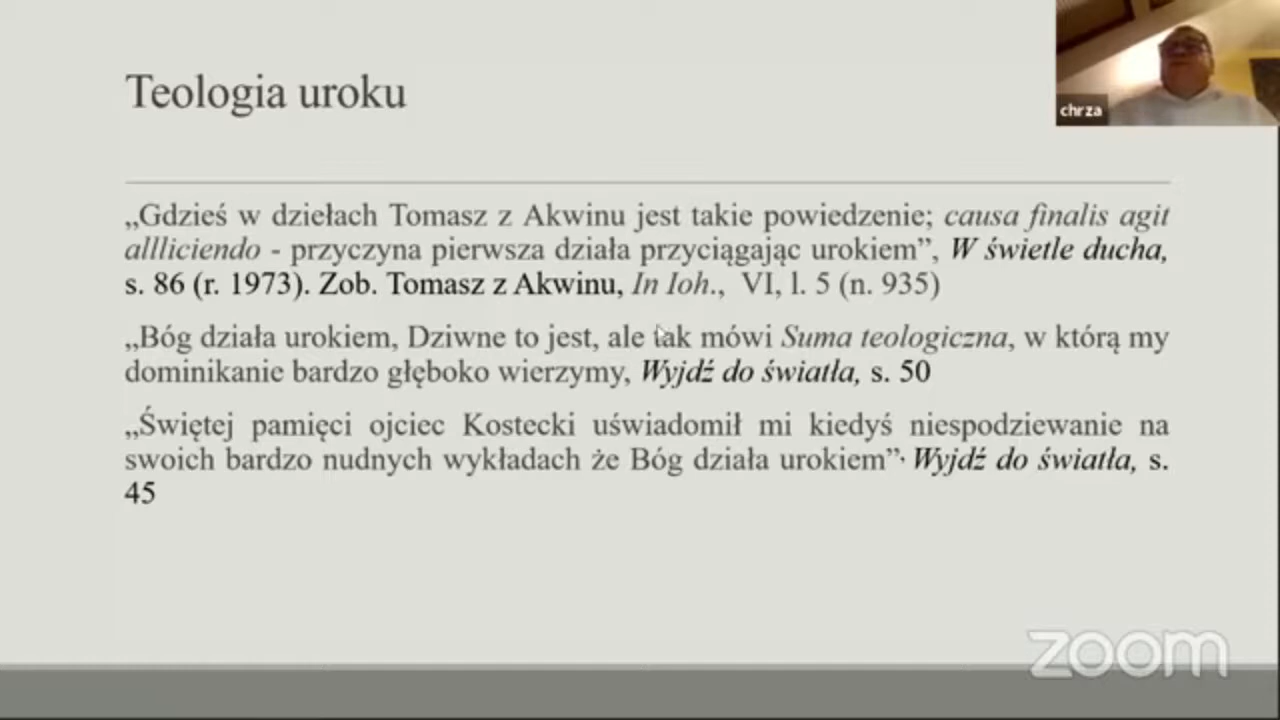 Teologia uroku
chrza
„Gdzieś w dziełach Tomasz z Akwinu jest takie powiedzenie; causa finalis agit
allliciendo - przyczyna pierwsza działa przyciągając urokiem”, W świetle ducha,
s. 86 (r. 1973). Zob. Tomasz z Akwinu, In Ioh., VI, l. 5 (n. 935)
„Bóg działa urokiem, Dziwne to jest, ale tak mówi Suma teologiczna, w którą my
dominikanie bardzo głęboko wierzymy, Wyjdź do światła, s. 50
„Świętej pamięci ojciec Kostecki uświadomił mi kiedyś niespodziewanie na
swoich bardzo nudnych wykładach że Bóg działa urokiem”, Wyjdź do światła, s.
45
zoom